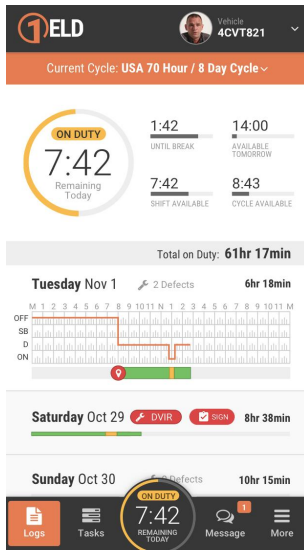 1 ELD
Vehicle
4CVT821
Current Cycle: USA 70 Hour / 8 Day Cycle
ON DUTY
7:42
Remaining
Today
1:42
UNTIL BREAK
14:00
AVAILABLE
TOMORROW
7:42
SHIFT AVAILABLE
8:43
CYCLE AVAILABLE
Total on Duty: 61hr 17min
Tuesday Nov 1 2 Defects 6hr 18min
M 1 2 3 4 5 6 7 8 9 10 11 N 1 2 3 4 5 6 7 8 9 10 11 M
OFF
SB
D
ON
Saturday Oct 29 DVIR SIGN 8hr 38min
Sunday Oct 30 Defects 10hr 15min
ON DUTY
7:42
REMAINING
TODAY
Logs
Tasks
1
Message
More